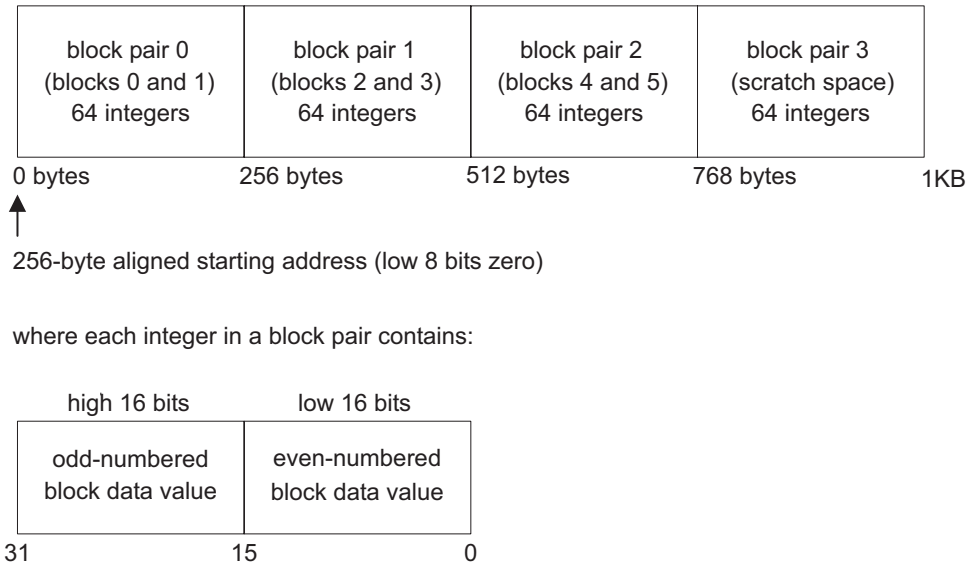 block pair 0
(blocks 0 and 1)
64 integers
block pair 1
(blocks 2 and 3)
64 integers
block pair 2
(blocks 4 and 5)
64 integers
block pair 3
(scratch space)
64 integers
0 bytes
256 bytes
512 bytes
768 bytes
1KB
256-byte aligned starting address (low 8 bits zero)
where each integer in a block pair contains:
high 16 bits
low 16 bits
odd-numbered
block data value
even-numbered
block data value
31
15
0